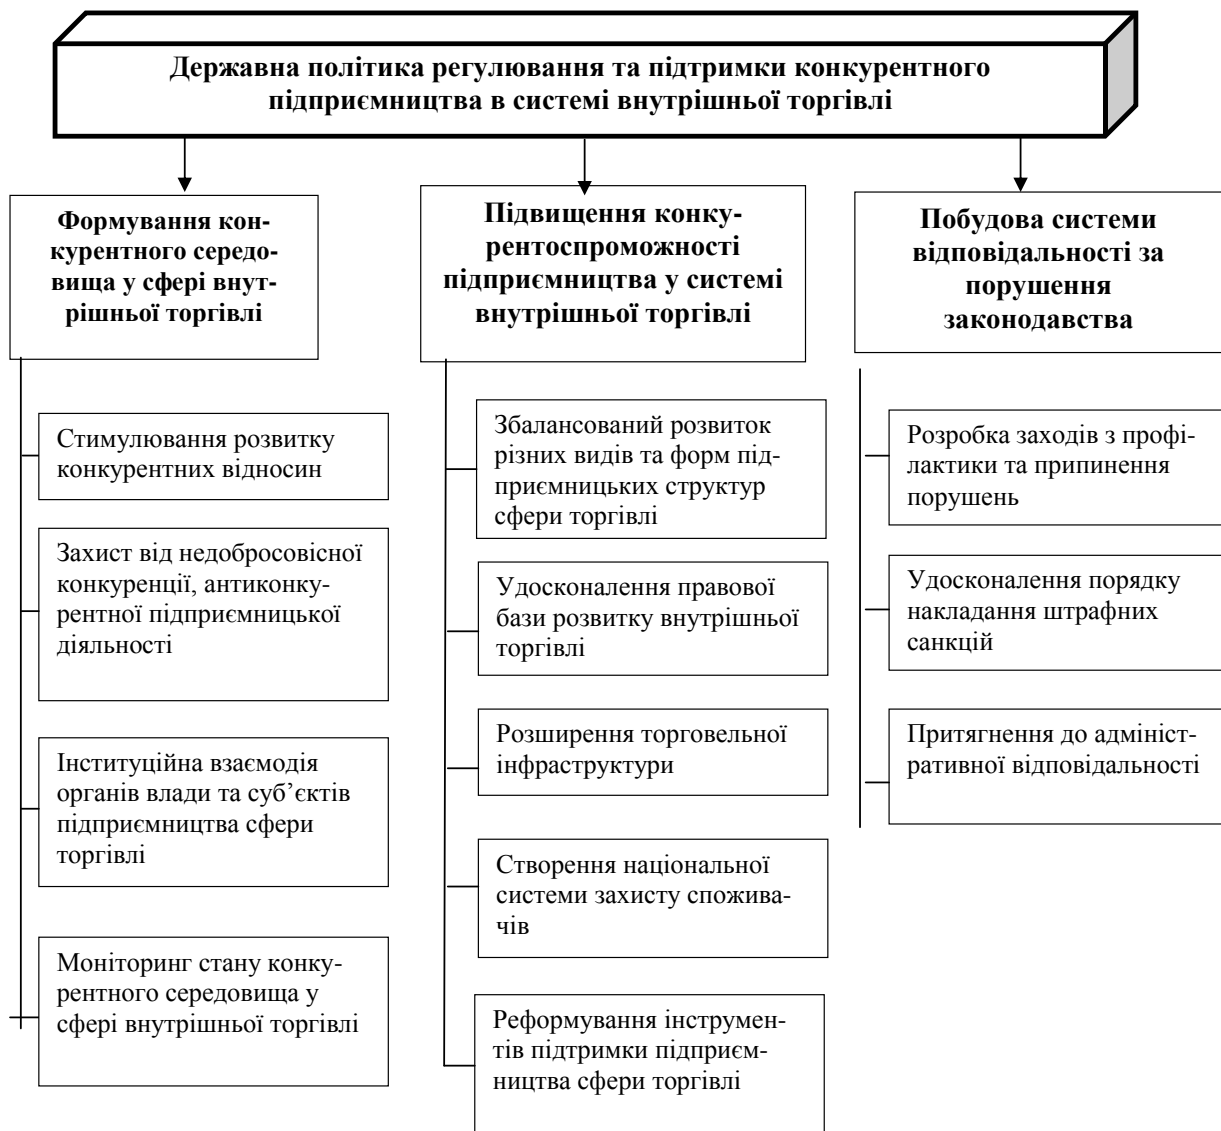 Державна політика регулювання та підтримки конкурентного
підприємництва в системі внутрішньої торгівлі
Формування кон-
курентного середо-
вища у сфері внут-
рішньої торгівлі
Стимулювання розвитку
конкурентних відносин
Захист від недобросовісної
конкуренції, антиконку-
рентної підприємницької
діяльності
Інституційна взаємодія
органів влади та суб’єктів
підприємництва сфери
торгівлі
Моніторинг стану конку-
рентного середовища у
сфері внутрішньої торгівлі
Підвищення конку-
рентоспроможності
підприємництва у системі
внутрішньої торгівлі
Збалансований розвиток
різних видів та форм під-
приємницьких структур
сфери торгівлі
Удосконалення правової
бази розвитку внутрішньої
торгівлі
Розширення торговельної
інфраструктури
Створення національної
системи захисту спожива-
чів
Реформування інструмен-
тів підтримки підприєм-
ництва сфери торгівлі
Побудова системи
відповідальності за
порушення
законодавства
Розробка заходів з профі-
лактики та припинення
порушень
Удосконалення порядку
накладання штрафних
санкцій
Притягнення до адмініст-
ративної відповідальності